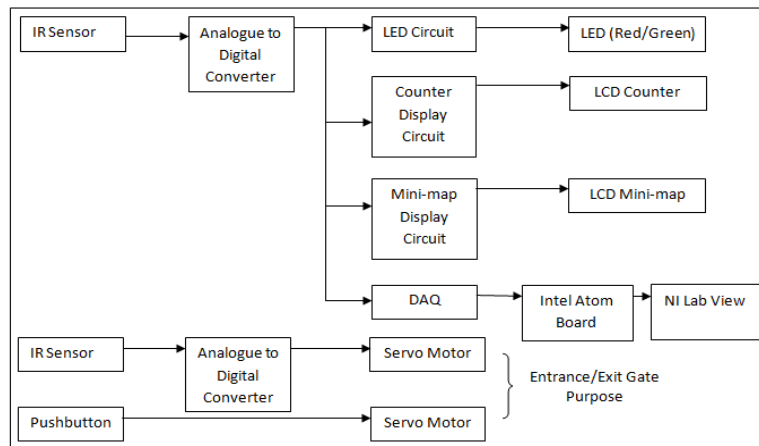 IR Sensor
Analogue to
Digital
Converter
LED Circuit
LED (Red/Green)
Counter
Display
Circuit
LCD Counter
Mini-map
Display
Circuit
LCD Mini-map
DAQ
Intel Atom
Board
NI Lab View
IR Sensor
Analogue to
Digital
Converter
Servo Motor
Entrance/Exit Gate
Purpose
Pushbutton
Servo Motor